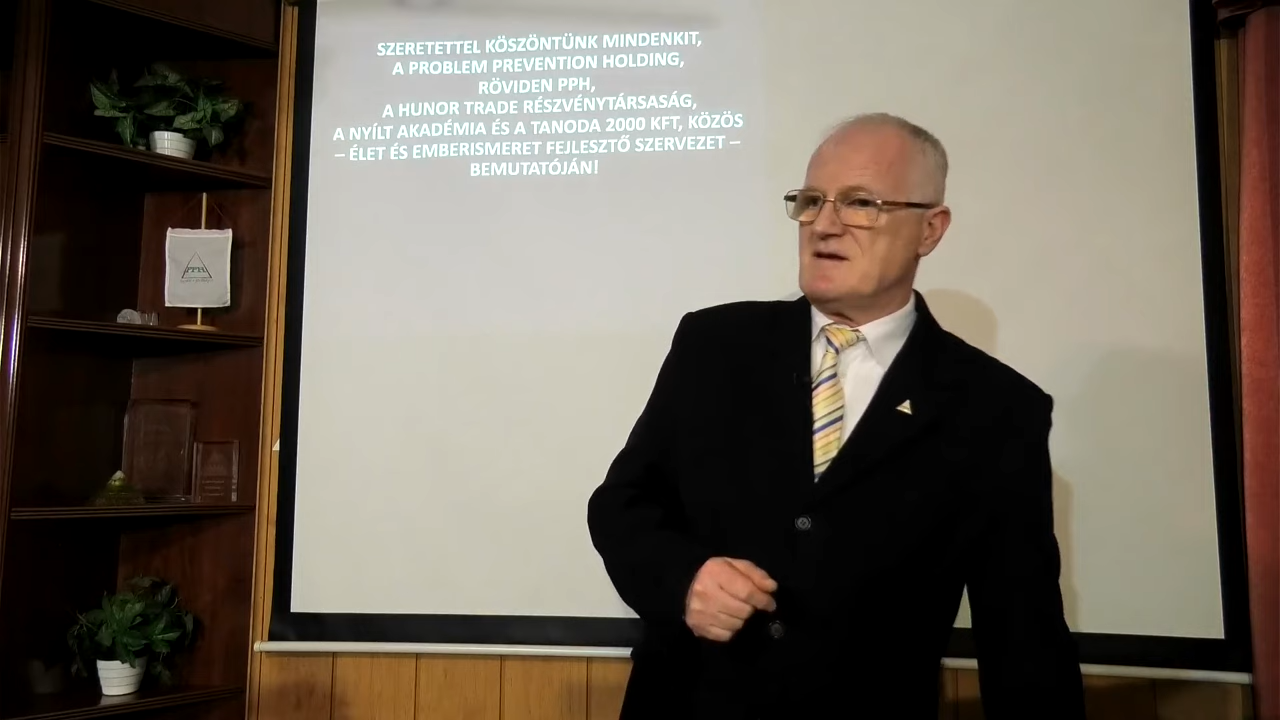 SZERETETTEL KÖSZÖNTÜNK MINDENKIT,
A PROBLEM PREVENTION HOLDING,
RÖVIDEN PPH,
A HUNOR TRADE RÉSZVÉNYTÁRSASÁG,
A NYÍLT AKADÉMIA ÉS A TANODA 2000 KFT, KÖZÖS
– ÉLET ÉS EMBERISMERET FEJLESZTŐ SZERVEZET –
BEMUTATÓJÁN!
PPH